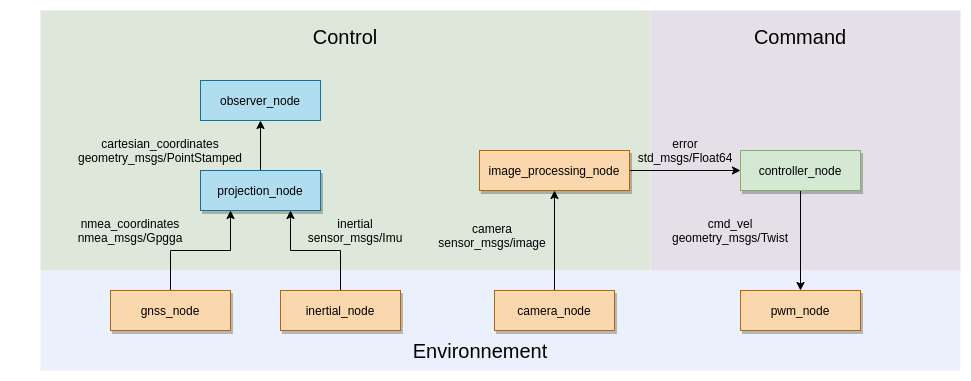 Control
Command
observer_node
cartesian_coordinates
geometry_msgs/PointStamped
projection_node
image_processing_node
error
std_msgs/Float64
controller_node
nmea_coordinates
nmea_msgs/Gpgga
inertial
sensor_msgs/Imu
camera
sensor_msgs/image
cmd_vel
geometry_msgs/Twist
gnss_node
inertial_node
camera_node
pwm_node
Environnement